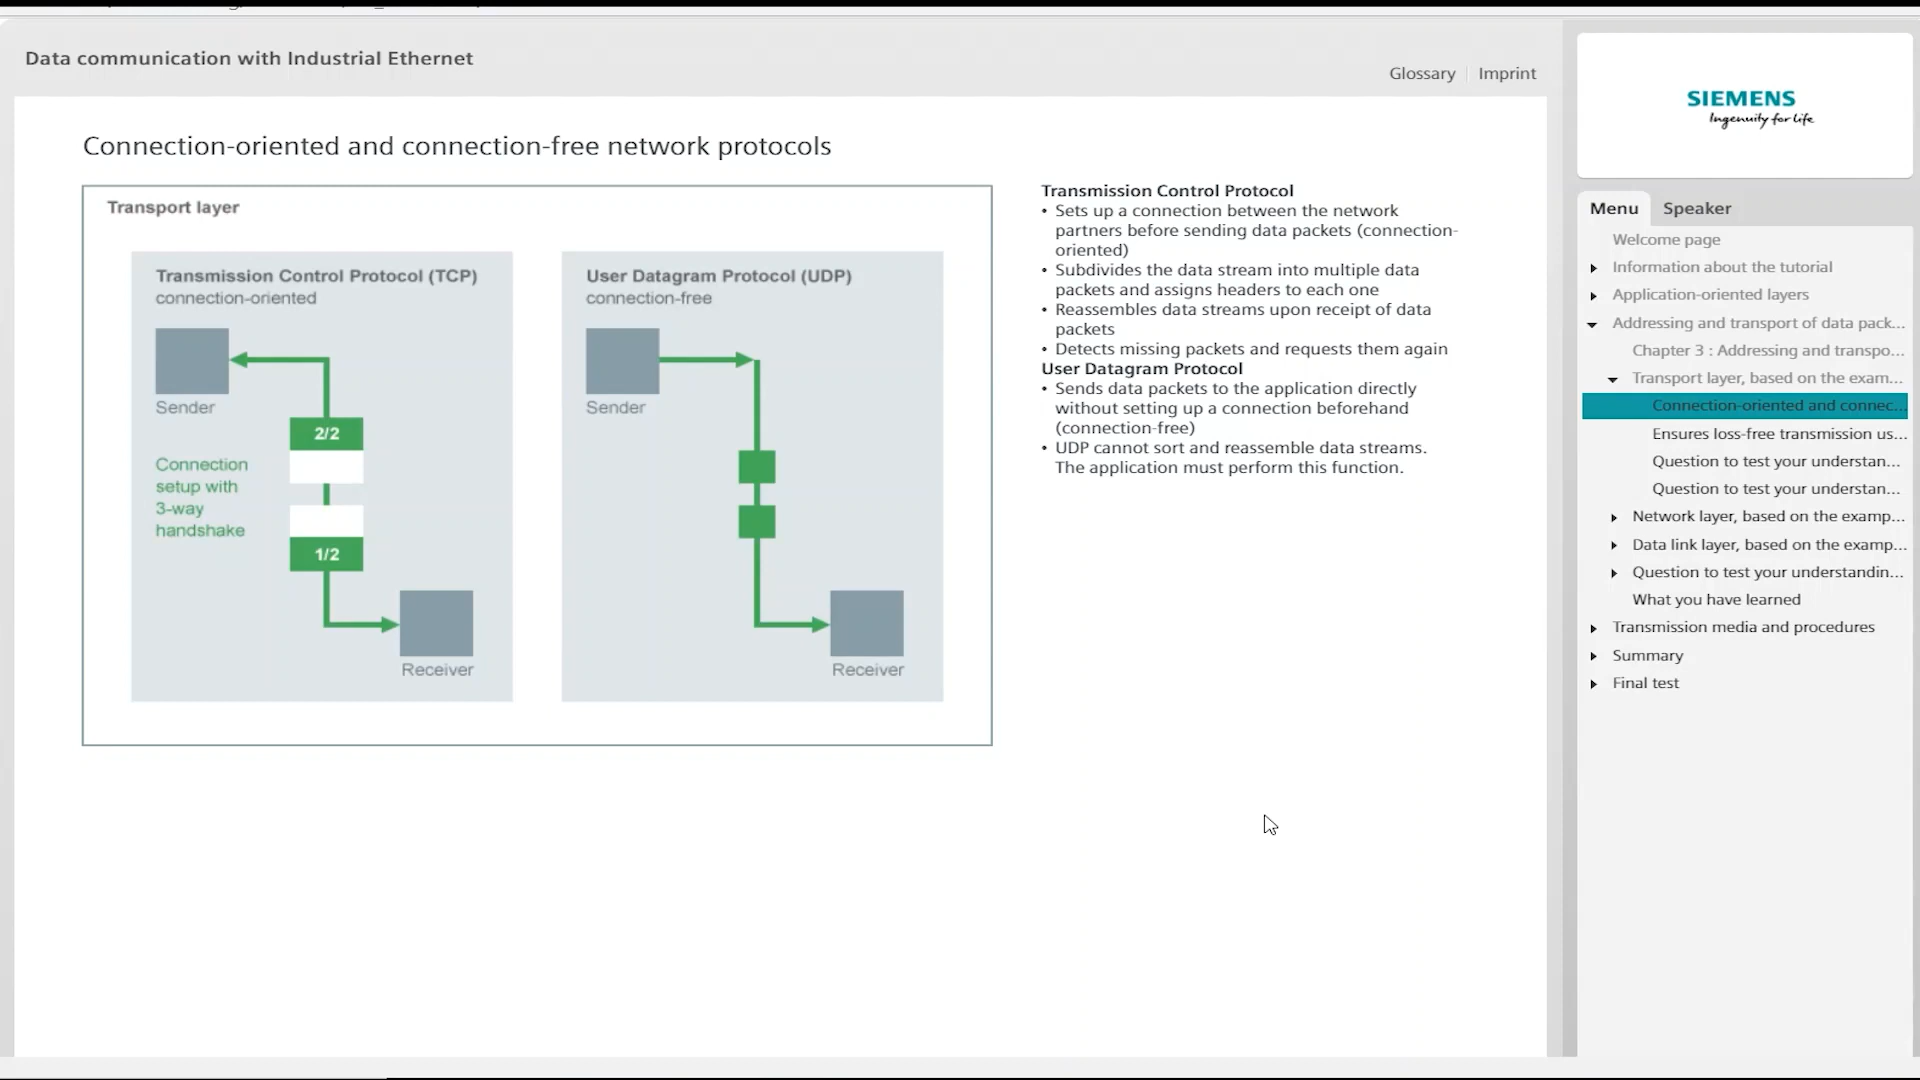 Data communication with Industrial Ethernet
Glossary
Imprint
Connection-oriented and connection-free network protocols
Transport layer
Transmission Control Protocol (TCP)
connection-oriented
Sender
2/2
Connection
setup with
3-way
handshake
1/2
Receiver
User Datagram Protocol (UDP)
connection-free
Sender
Receiver
Transmission Control Protocol
• Sets up a connection between the network
partners before sending data packets (connection-
oriented)
• Subdivides the data stream into multiple data
packets and assigns headers to each one
• Reassembles data streams upon receipt of data
packets
• Detects missing packets and requests them again
User Datagram Protocol
• Sends data packets to the application directly
without setting up a connection beforehand
(connection-free)
• UDP cannot sort and reassemble data streams.
The application must perform this function.
SIEMENS
Ingenuity for life
Menu
Speaker
Welcome page
Information about the tutorial
Application-oriented layers
Addressing and transport of data pack...
Chapter 3 : Addressing and transpo...
Transport layer, based on the exam...
Connection-oriented and connec...
Ensures loss-free transmission us...
Question to test your understan...
Question to test your understan...
Network layer, based on the examp...
Data link layer, based on the examp...
Question to test your understandin...
What you have learned
Transmission media and procedures
Summary
Final test